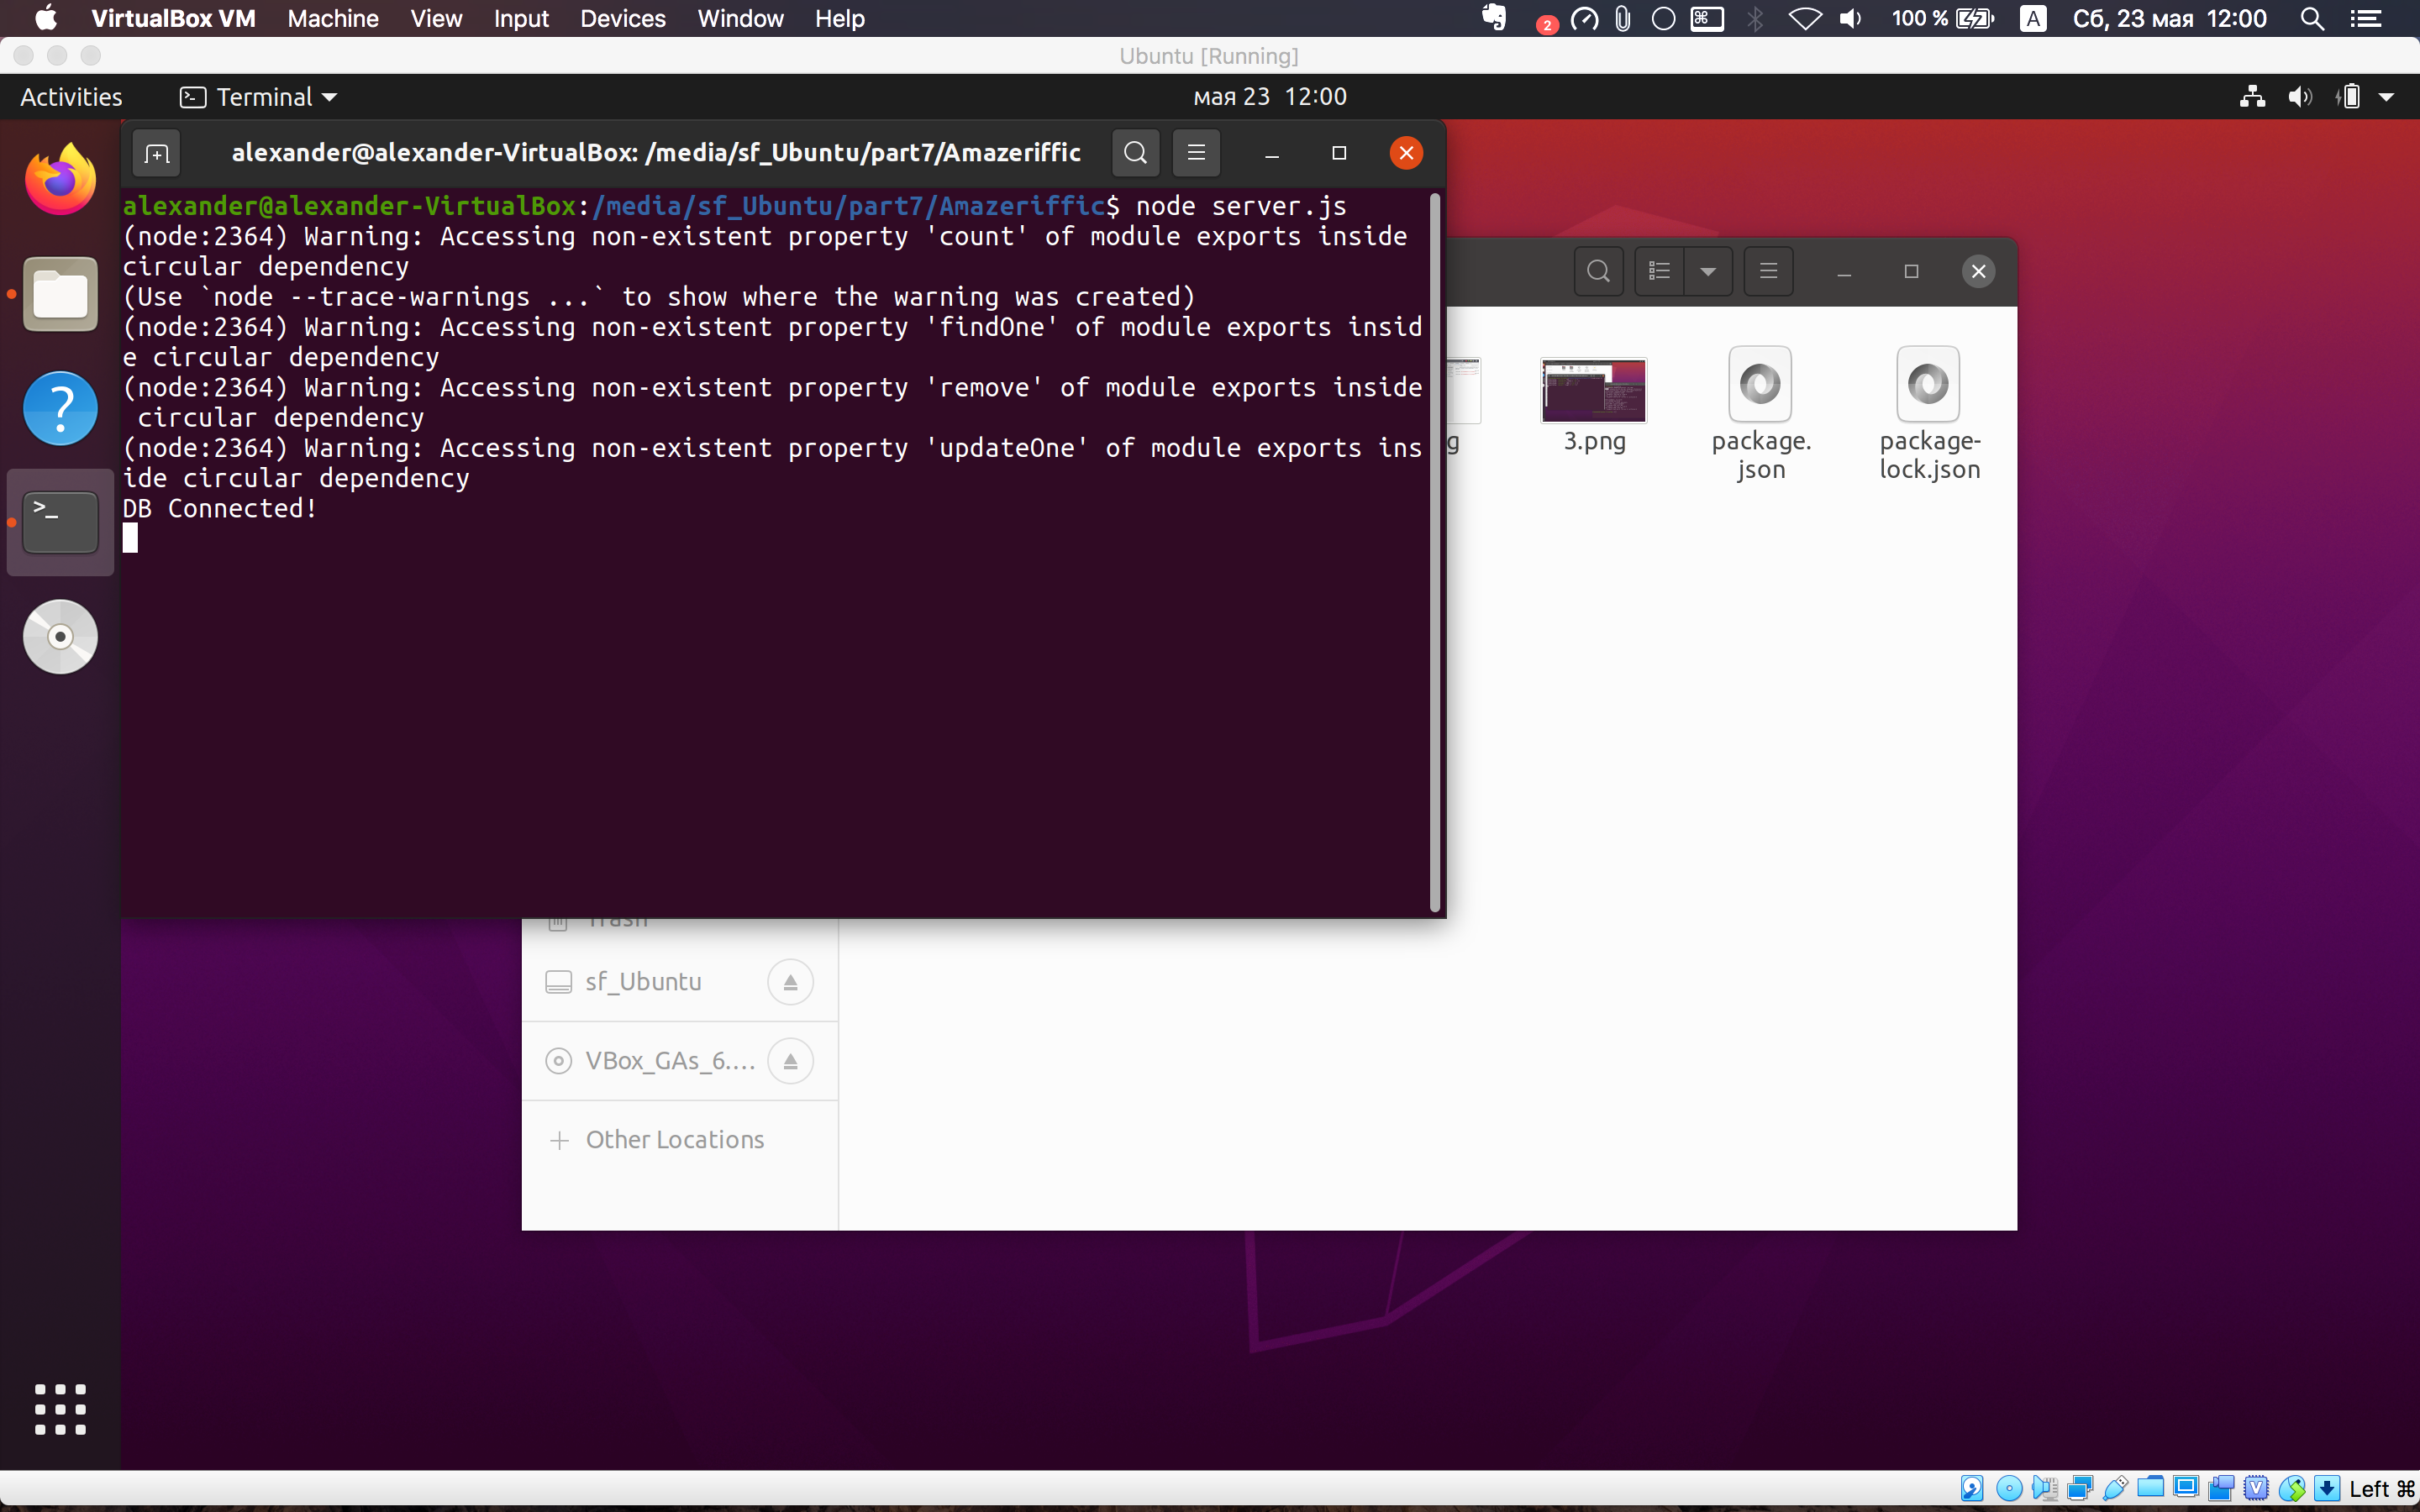 VirtualBox VM Machine View Input Devices Window Help 2 100 % A Сб, 23 мая 12:00
Ubuntu [Running]
Activities Terminal мая 23 12:00
alexander@alexander-VirtualBox: /media/sf_Ubuntu/part7/Amazeriffic
alexander@alexander-VirtualBox:/media/sf_Ubuntu/part7/Amazeriffic$ node server.js
(node:2364) Warning: Accessing non-existent property 'count' of module exports inside
circular dependency
(Use `node --trace-warnings ...` to show where the warning was created)
(node:2364) Warning: Accessing non-existent property 'findOne' of module exports insid
e circular dependency
(node:2364) Warning: Accessing non-existent property 'remove' of module exports inside
 circular dependency
(node:2364) Warning: Accessing non-existent property 'updateOne' of module exports ins
ide circular dependency
DB Connected!
g
3.png
package.
json
package-
lock.json
Trash
sf_Ubuntu
VBox_GAs_6....
Other Locations
Left ⌘